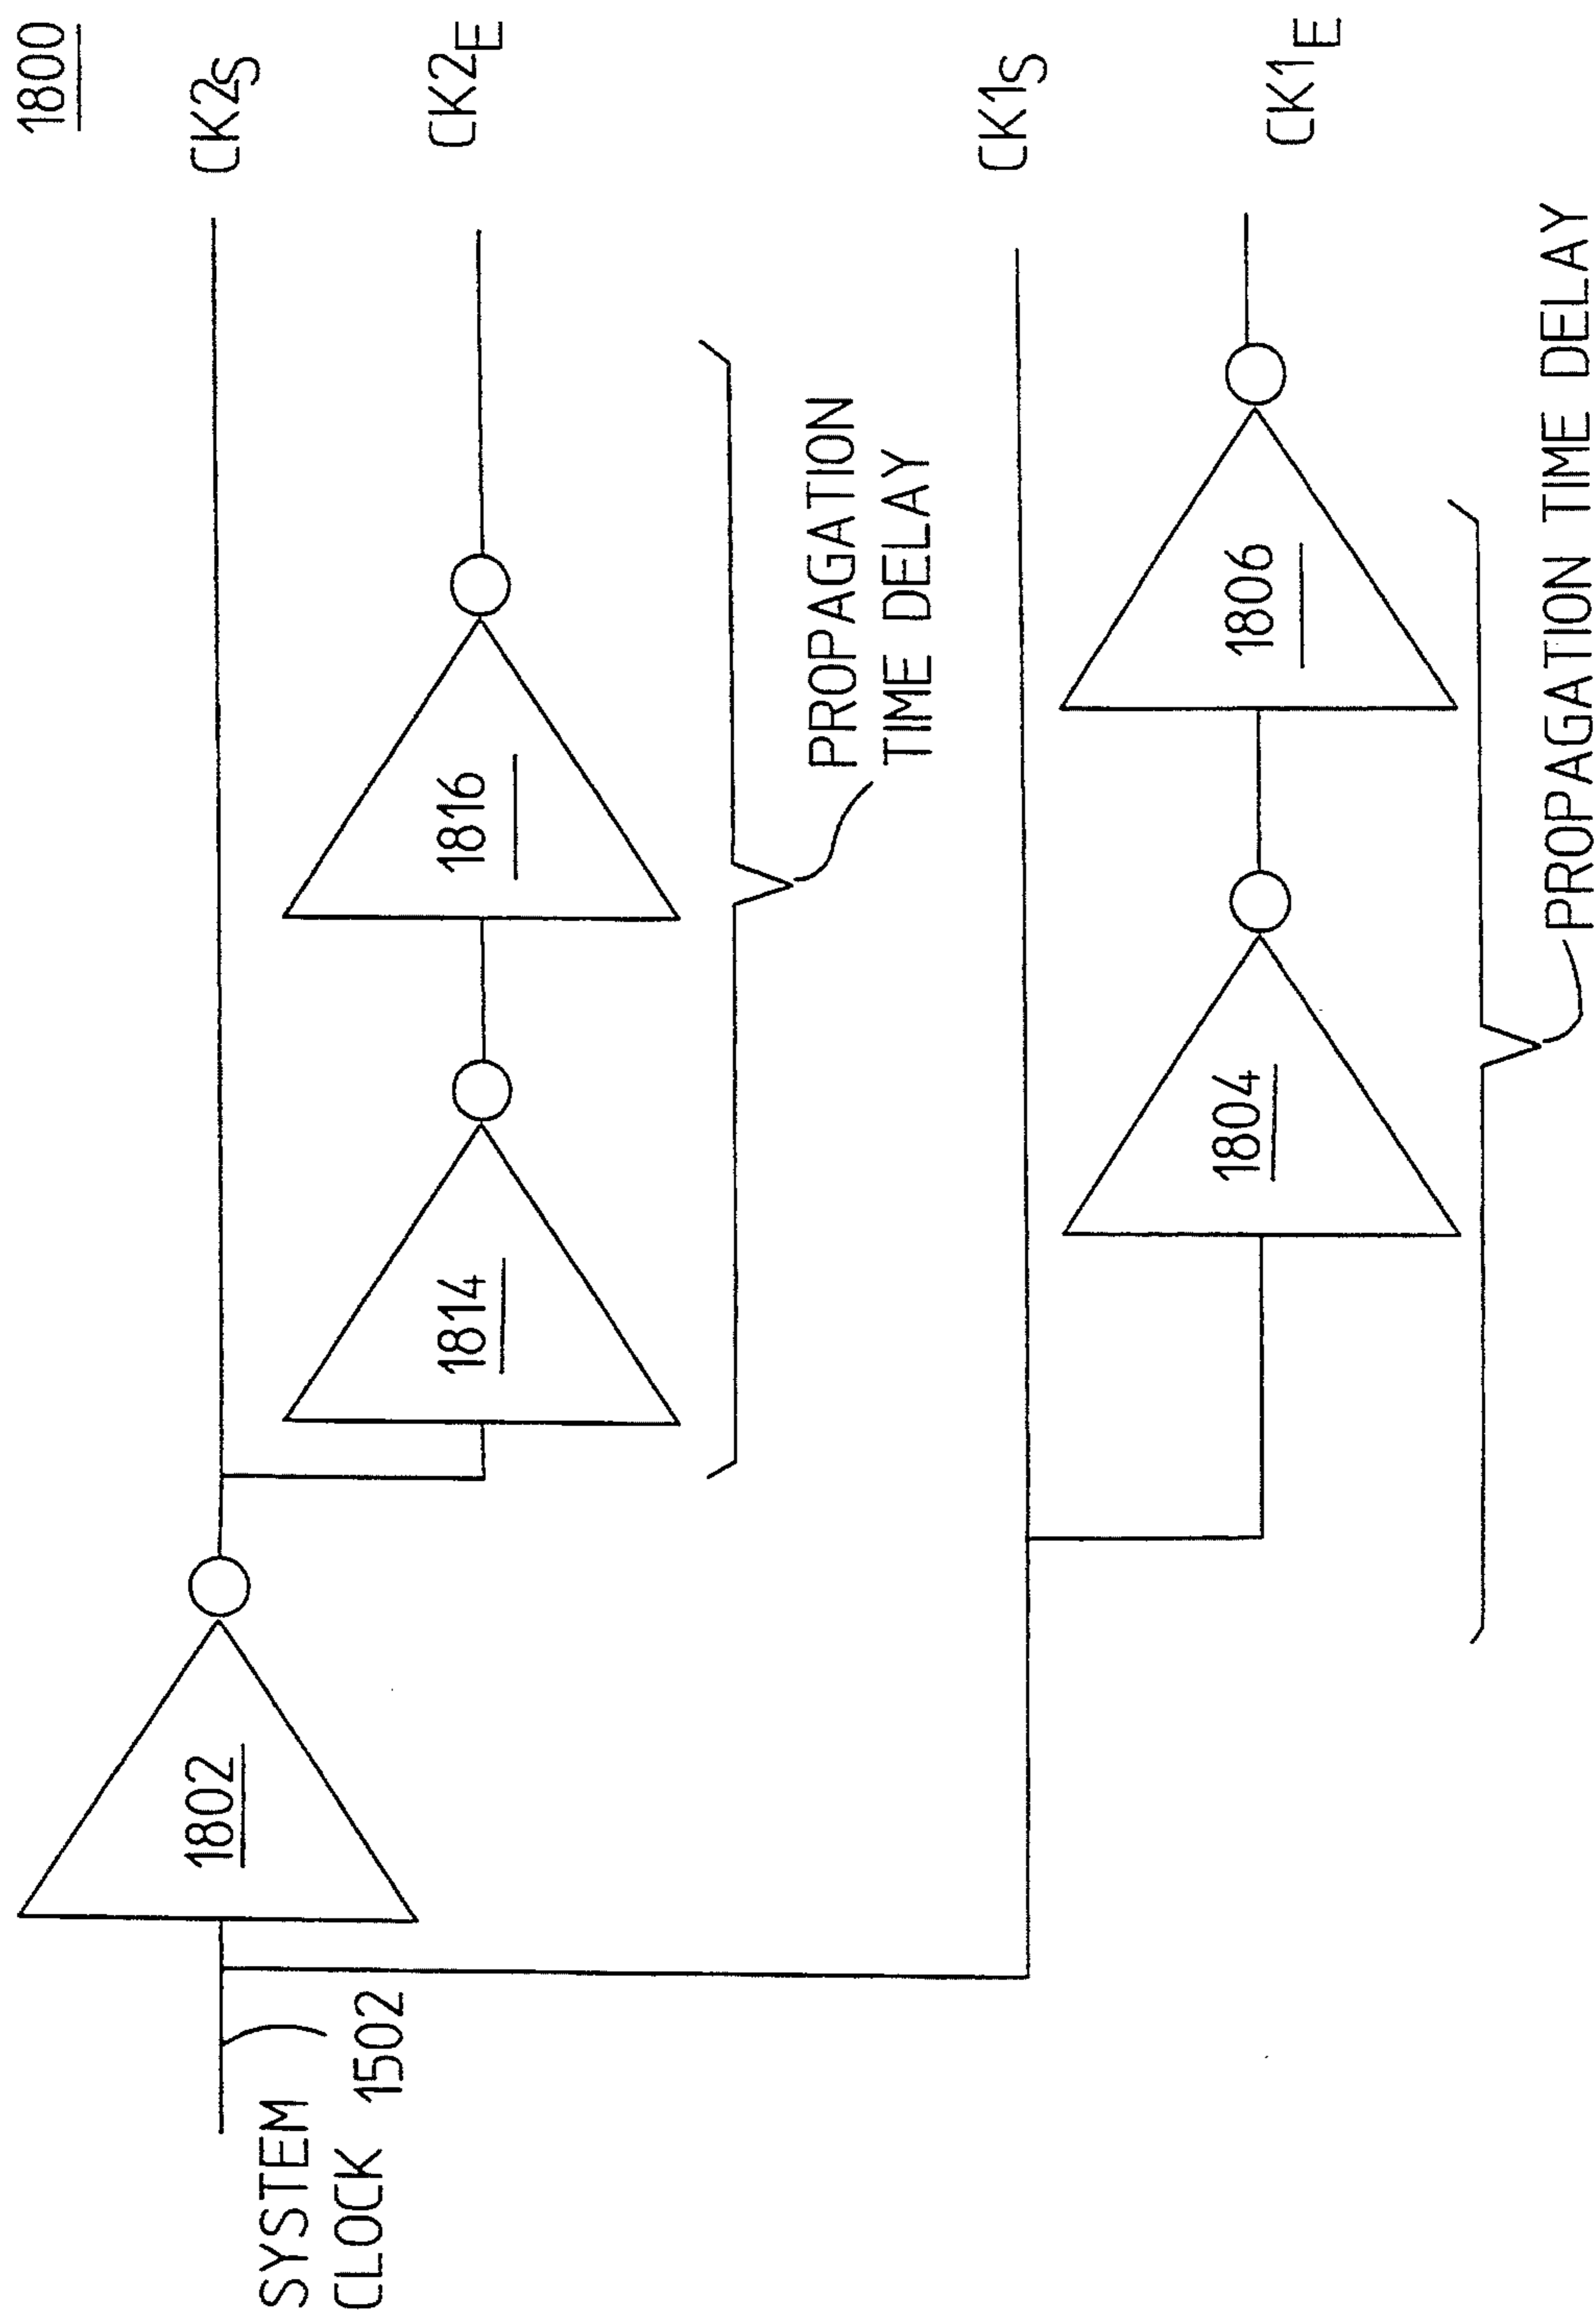 1800
CK2S
CK2E
1802
1814
1816
SYSTEM
CLOCK 1502
PROPAGATION
TIME DELAY
CK1S
CK1E
1804
1806
PROPAGATION TIME DELAY